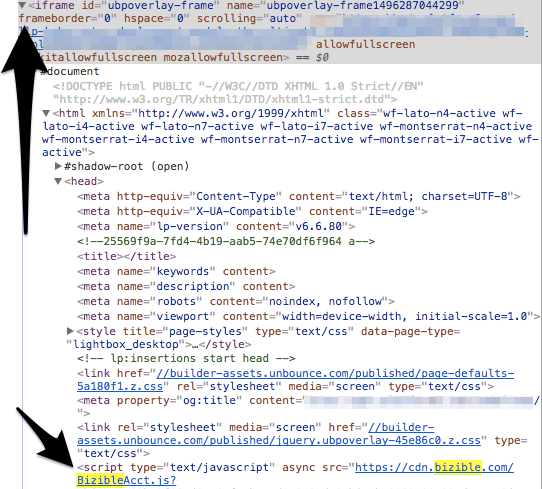 ▼<iframe id="ubpoverlay-frame" name="ubpoverlay-frame1496287044299"
frameborder="0" hspace="0" scrolling="auto"
allowfullscreen
kitallowfullscreen mozallowfullscreen> == $0
#document
<!DOCTYPE html PUBLIC "-//W3C//DTD XHTML 1.0 Strict//EN"
"http://www.w3.org/TR/xhtml1/DTD/xhtml1-strict.dtd">
▼<html xmlns="http://www.w3.org/1999/xhtml" class="wf-lato-n4-active wf-
lato-i4-active wf-lato-n7-active wf-lato-i7-active wf-montserrat-n4-active
wf-montserrat-i4-active wf-montserrat-n7-active wf-montserrat-i7-active wf-
active">
▶#shadow-root (open)
▼<head>
<meta http-equiv="Content-Type" content="text/html; charset=UTF-8">
<meta http-equiv="X-UA-Compatible" content="IE=edge">
<meta name="lp-version" content="v6.6.80">
<!--25569f9a-7fd4-4b19-aab5-74e70df6f964 a-->
<title></title>
<meta name="keywords" content>
<meta name="description" content>
<meta name="robots" content="noindex, nofollow">
<meta name="viewport" content="width=device-width, initial-scale=1.0">
▶<style title="page-styles" type="text/css" data-page-type=
"lightbox_desktop">…</style>
<!-- lp:insertions start head -->
<link href="//builder-assets.unbounce.com/published/page-defaults-
5a180f1.z.css" rel="stylesheet" media="screen" type="text/css">
<meta property="og:title" content="
">
<link rel="stylesheet" media="screen" href="//builder-
assets.unbounce.com/published/jquery.ubpoverlay-45e86c0.z.css" type=
"text/css">
<script type="text/javascript" async src="https://cdn.bizible.com/
BizibleAcct.js?